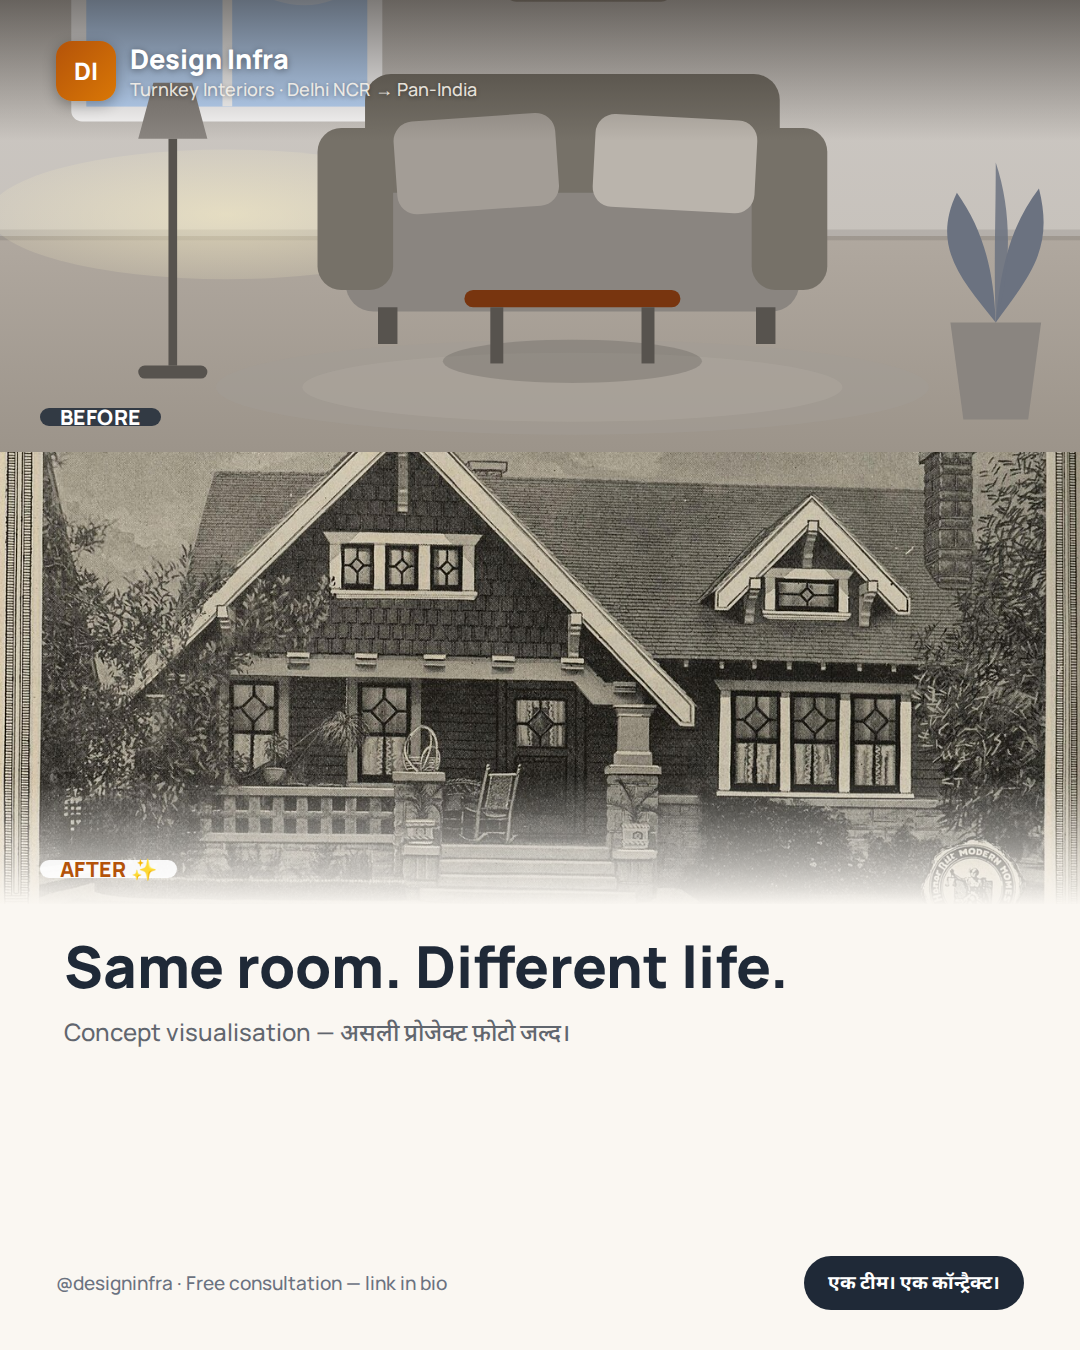 DI
Design Infra
Turnkey Interiors · Delhi NCR → Pan-India
BEFORE
MODERN
AFTER ✨
Same room. Different life.
Concept visualisation — असली प्रोजेक्ट फ़ोटो जल्द।
@designinfra · Free consultation — link in bio
एक टीम। एक कॉन्ट्रैक्ट।